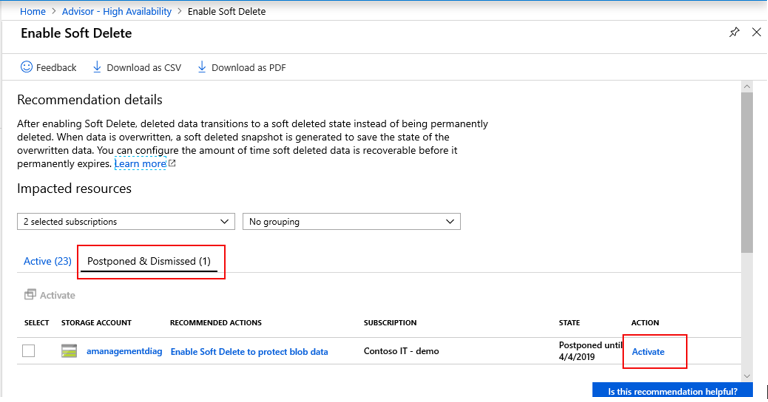 Home > Advisor - High Availability > Enable Soft Delete
Enable Soft Delete
Feedback Download as CSV Download as PDF
Recommendation details
After enabling Soft Delete, deleted data transitions to a soft deleted state instead of being permanently
deleted. When data is overwritten, a soft deleted snapshot is generated to save the state of the
overwritten data. You can configure the amount of time soft deleted data is recoverable before it
permanently expires. Learn more
Impacted resources
2 selected subscriptions No grouping
Active (23) Postponed & Dismissed (1)
Activate
SELECT STORAGE ACCOUNT RECOMMENDED ACTIONS SUBSCRIPTION STATE ACTION
amanagementdiag Enable Soft Delete to protect blob data Contoso IT - demo Postponed until Activate
4/4/2019
Is this recommendation helpful?